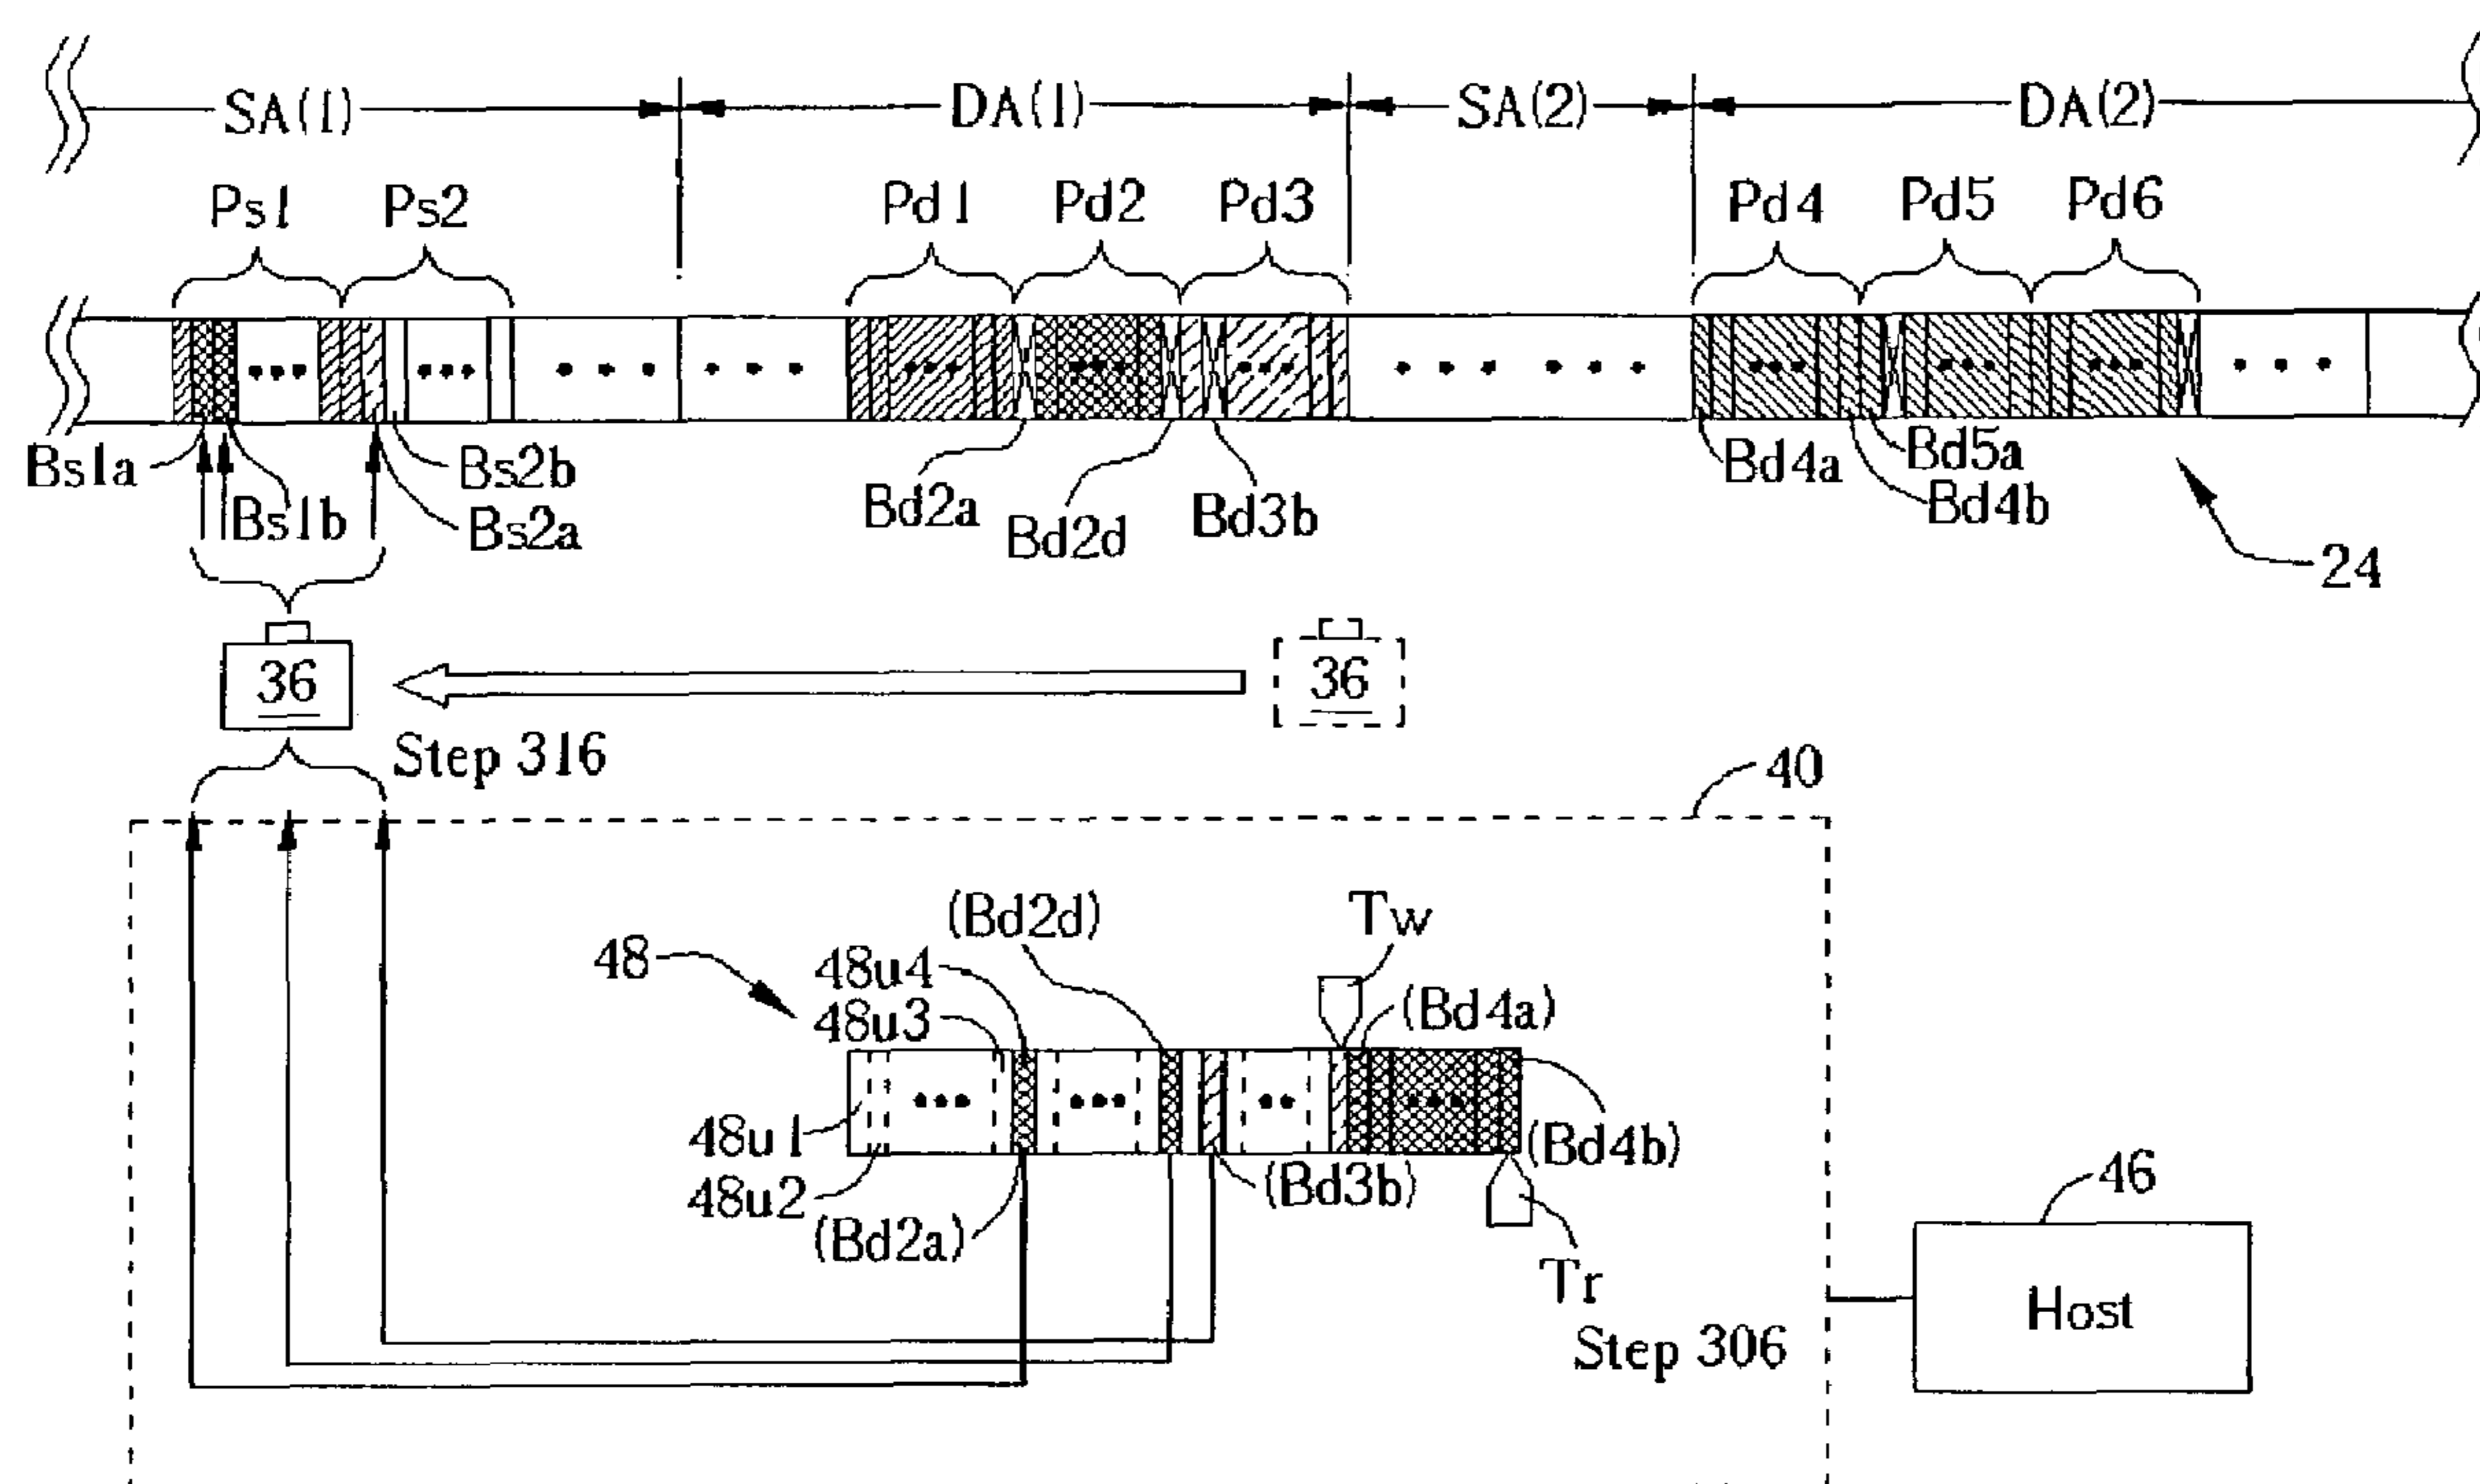 SA(1) DA(1) SA(2) DA(2)
Ps1 Ps2 Pd1 Pd2 Pd3 Pd4 Pd5 Pd6
Bs1a Bs2b Bd4a Bd5a
Bs1b Bs2a Bd2a Bd2d Bd3b Bd4b
24
36 36
Step 316
40
(Bd2d) Tw
48 48u4
48u3 (Bd4a)
48u1 (Bd4b)
48u2 (Bd3b) 46
(Bd2a)
Tr Host
Step 306